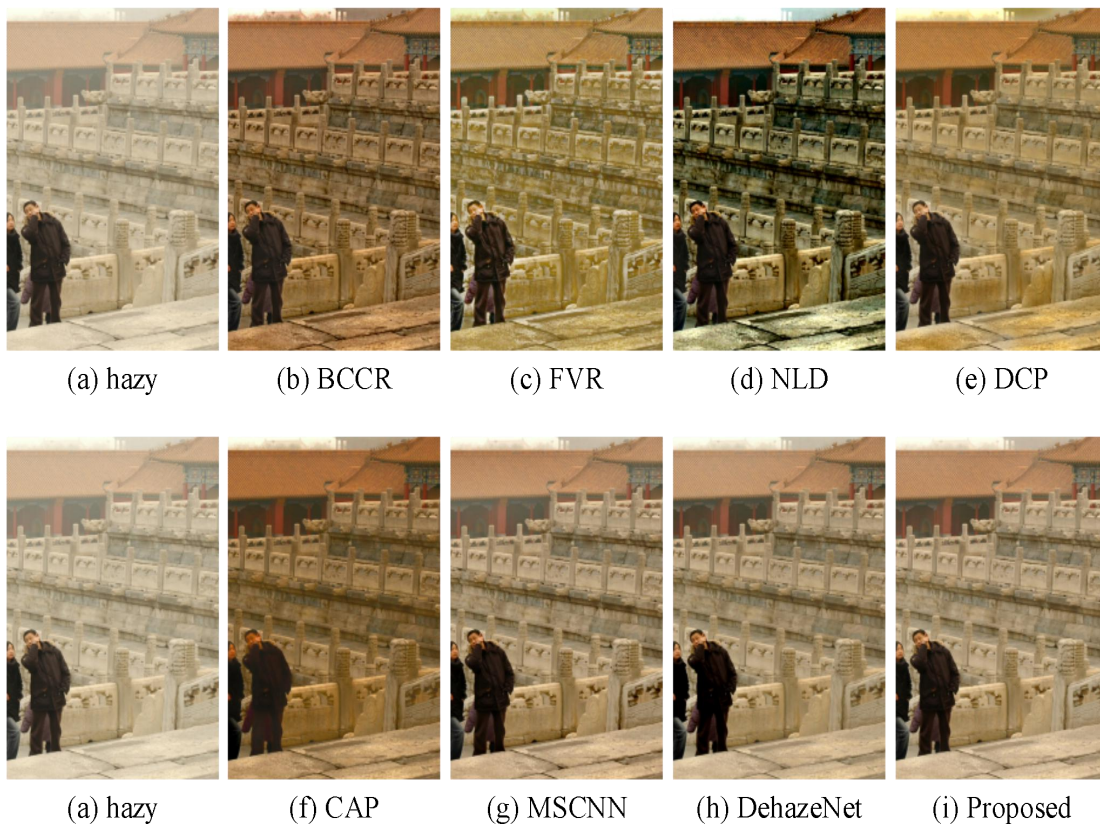 (a) hazy (b) BCCR (c) FVR (d) NLD (e) DCP
(a) hazy (f) CAP (g) MSCNN (h) DehazeNet (i) Proposed